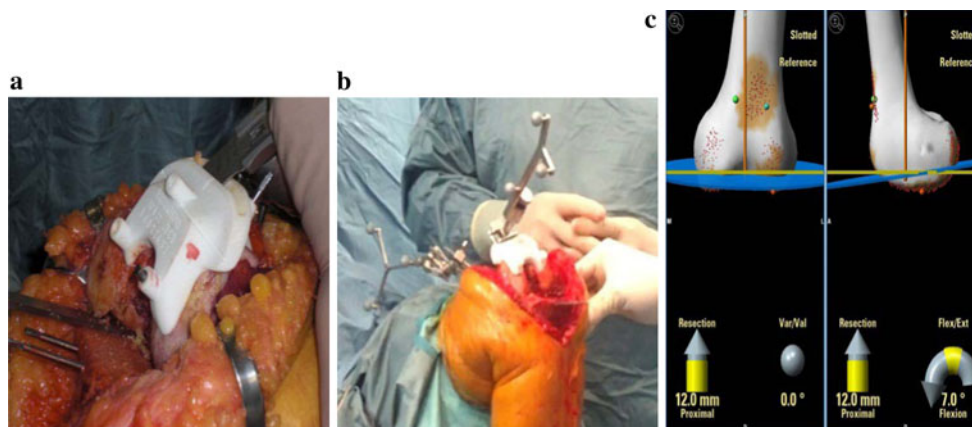 a
b
c
Slotted
Reference
Slotted
Reference
M
L
A
Resection
12.0 mm
Proximal
Var/Val
0.0 °
Resection
12.0 mm
Proximal
Flex/Ext
7.0 °
Flexion